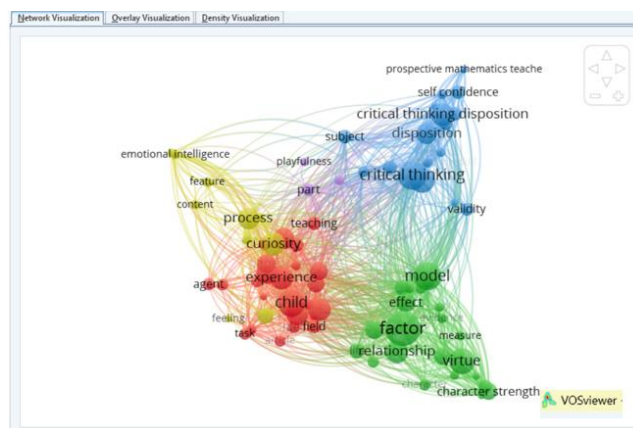 Network Visualization Overlay Visualization Density Visualization
prospective mathematics teache
self confidence
critical thinking disposition
disposition
subject
emotional intelligence
playfulness
critical thinking
feature
part
content
validity
process
teaching
curiosity
experience
model
agent
child
effect
feeling
factor
field
task
measure
relationship
virtue
character
character strength
VOSviewer